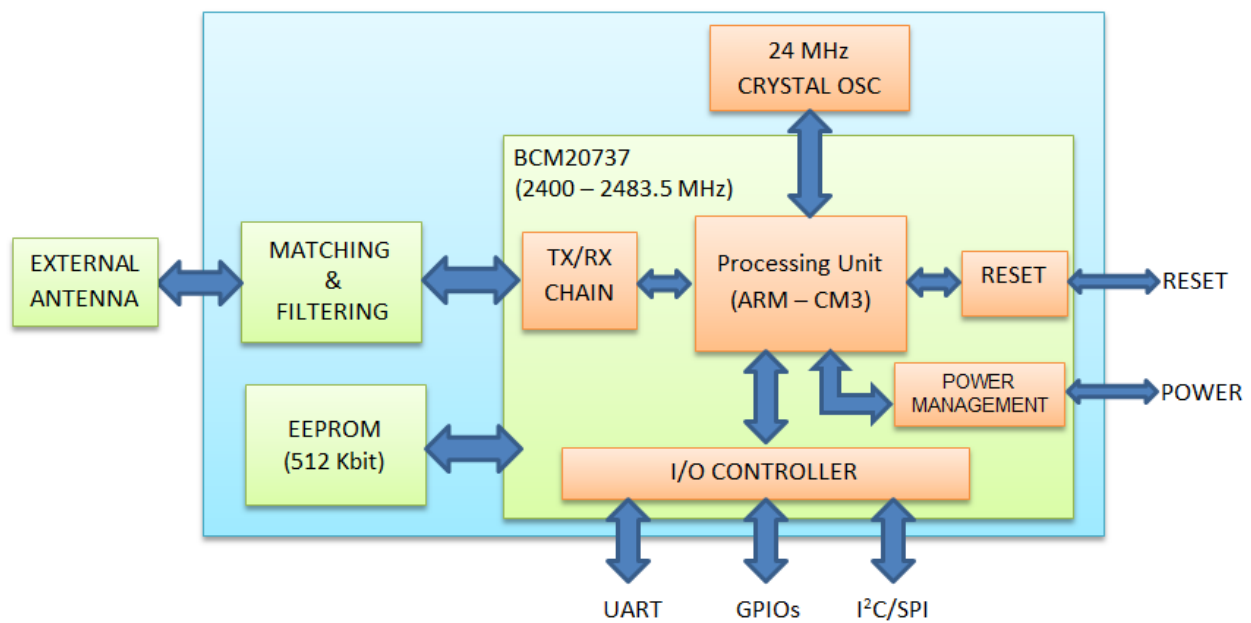 24 MHz
CRYSTAL OSC
BCM20737
(2400 – 2483.5 MHz)
EXTERNAL
ANTENNA
MATCHING
&
FILTERING
TX/RX
CHAIN
Processing Unit
(ARM – CM3)
RESET
RESET
POWER
MANAGEMENT
POWER
EEPROM
(512 Kbit)
I/O CONTROLLER
UART
GPIOs
I²C/SPI